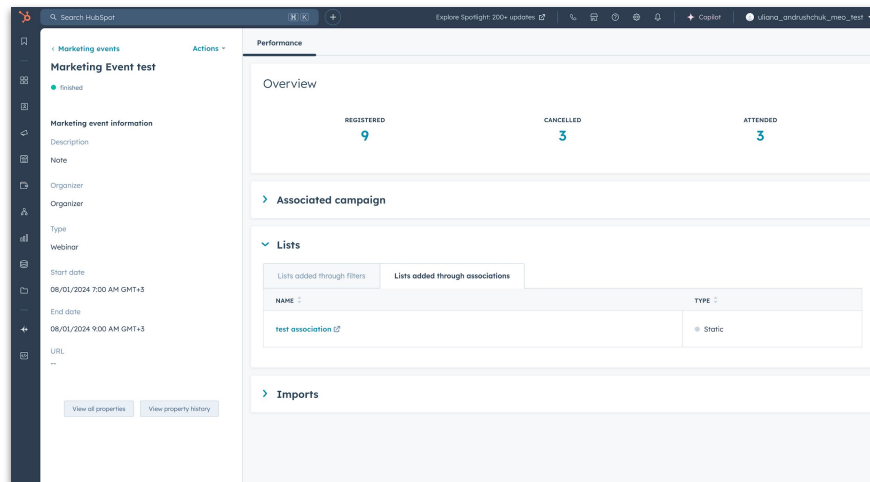 Search HubSpot
⌘ K
Explore Spotlight: 200+ updates
Copilot
uliana_andrushchuk_meo_test
Marketing events
Actions
Marketing Event test
finished
Marketing event information
Description
Note
Organizer
Organizer
Type
Webinar
Start date
08/01/2024 7:00 AM GMT+3
End date
08/01/2024 9:00 AM GMT+3
URL
--
View all properties
View property history
Performance
Overview
REGISTERED
9
CANCELLED
3
ATTENDED
3
Associated campaign
Lists
Lists added through filters
Lists added through associations
NAME
TYPE
test association
Static
Imports